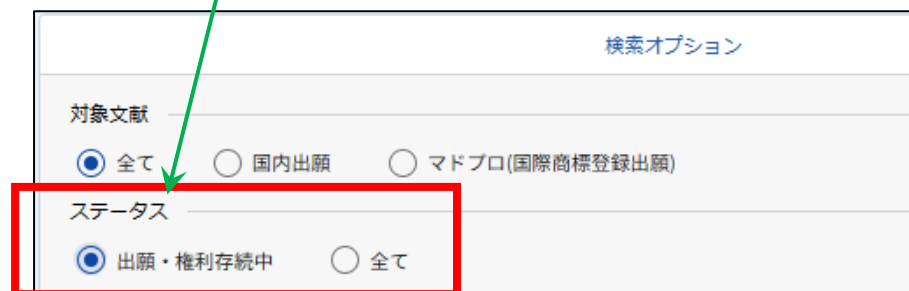 検索オプション
対象文献
全て 国内出願 マドプロ(国際商標登録出願)
ステータス
出願・権利存続中 全て